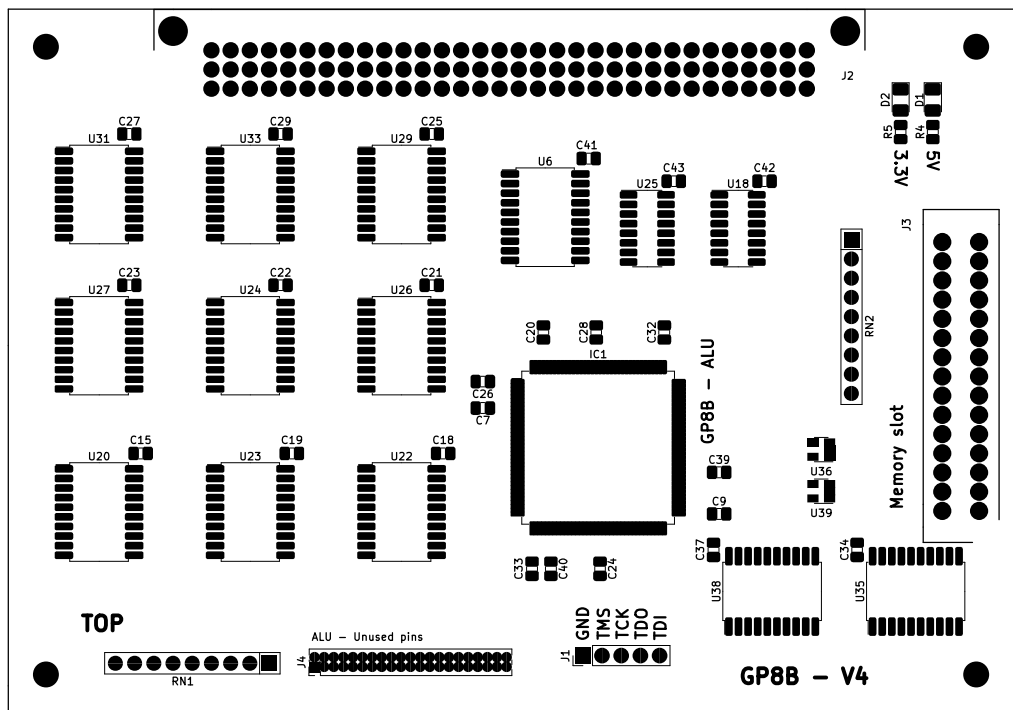 J2
D2
D1
R5
R4
3.3V
5V
C27
C29
C25
U31
U33
U29
C41
U6
C43
C42
U25
U18
J3
C23
C22
C21
U27
U24
U26
RN2
C20
C28
C32
IC1
GP8B - ALU
C26
C7
C15
C19
C18
U20
U23
U22
C39
U36
Memory slot
C9
U39
C37
C34
C33
C40
C24
U38
U35
TOP
GND
TMS
TCK
TDO
TDI
ALU - Unused pins
J4
J1
RN1
GP8B - V4